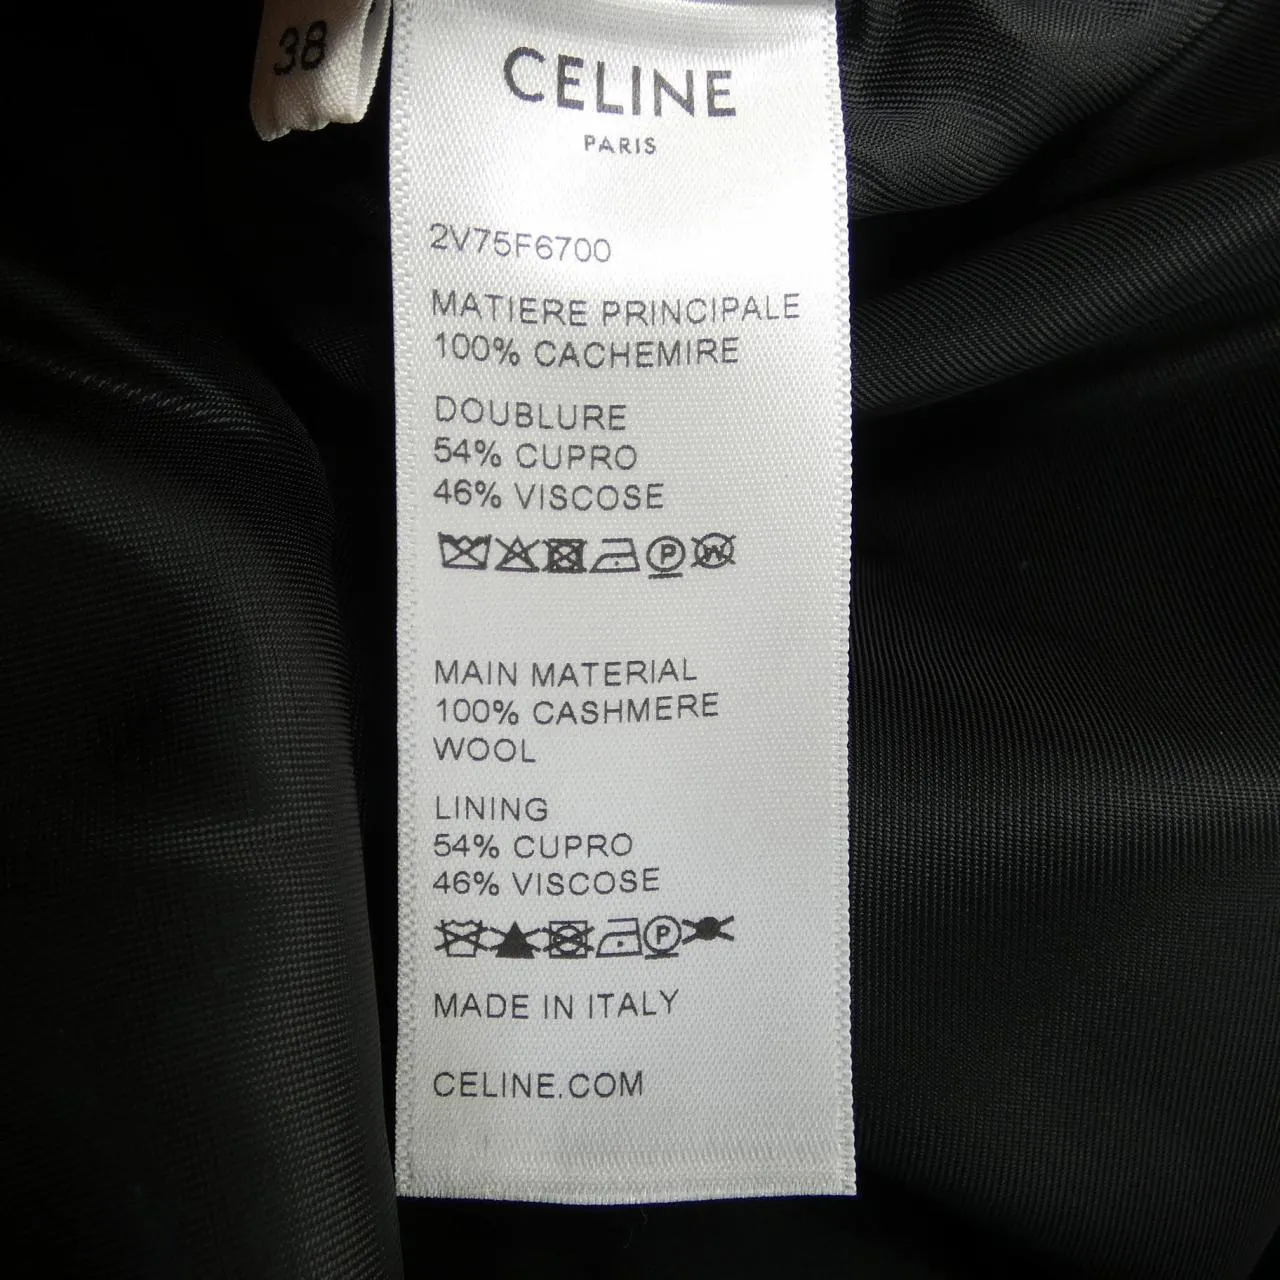 38
CELINE
PARIS
2V75F6700
MATIERE PRINCIPALE
100% CACHEMIRE
DOUBLURE
54% CUPRO
46% VISCOSE
P W
MAIN MATERIAL
100% CASHMERE
WOOL
LINING
54% CUPRO
46% VISCOSE
P
MADE IN ITALY
CELINE.COM